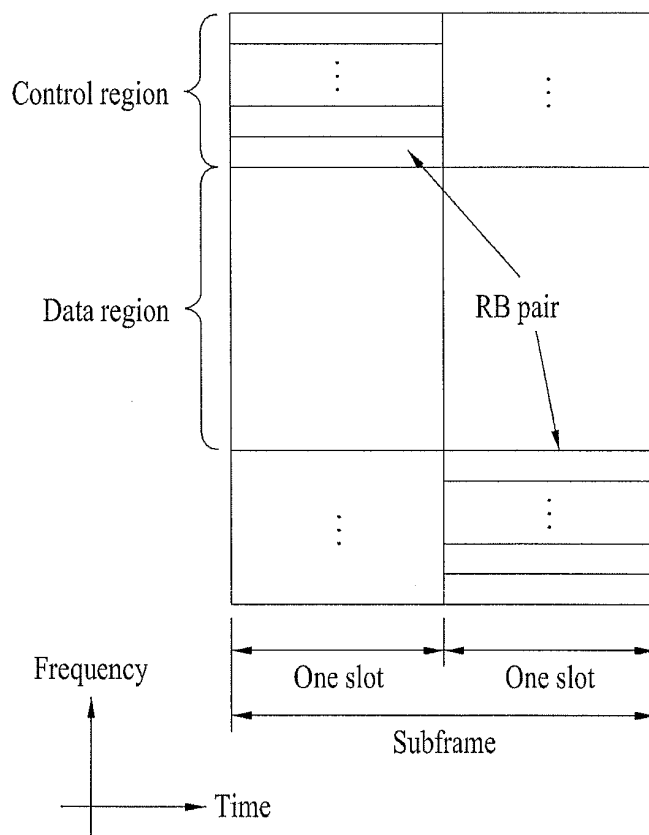 Control region
Data region
RB pair
One slot
One slot
Subframe
Frequency
Time